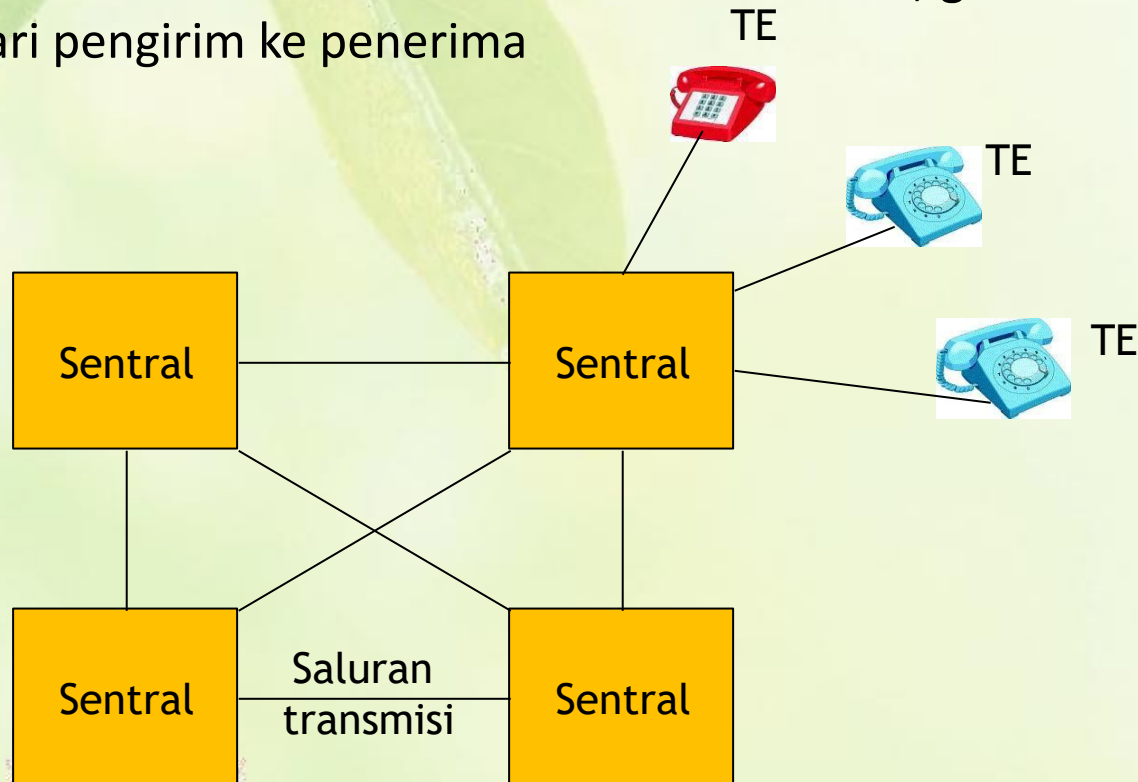 ari pengirim ke penerima
TE
TE
TE
Sentral
Sentral
Saluran
transmisi
Sentral
Sentral